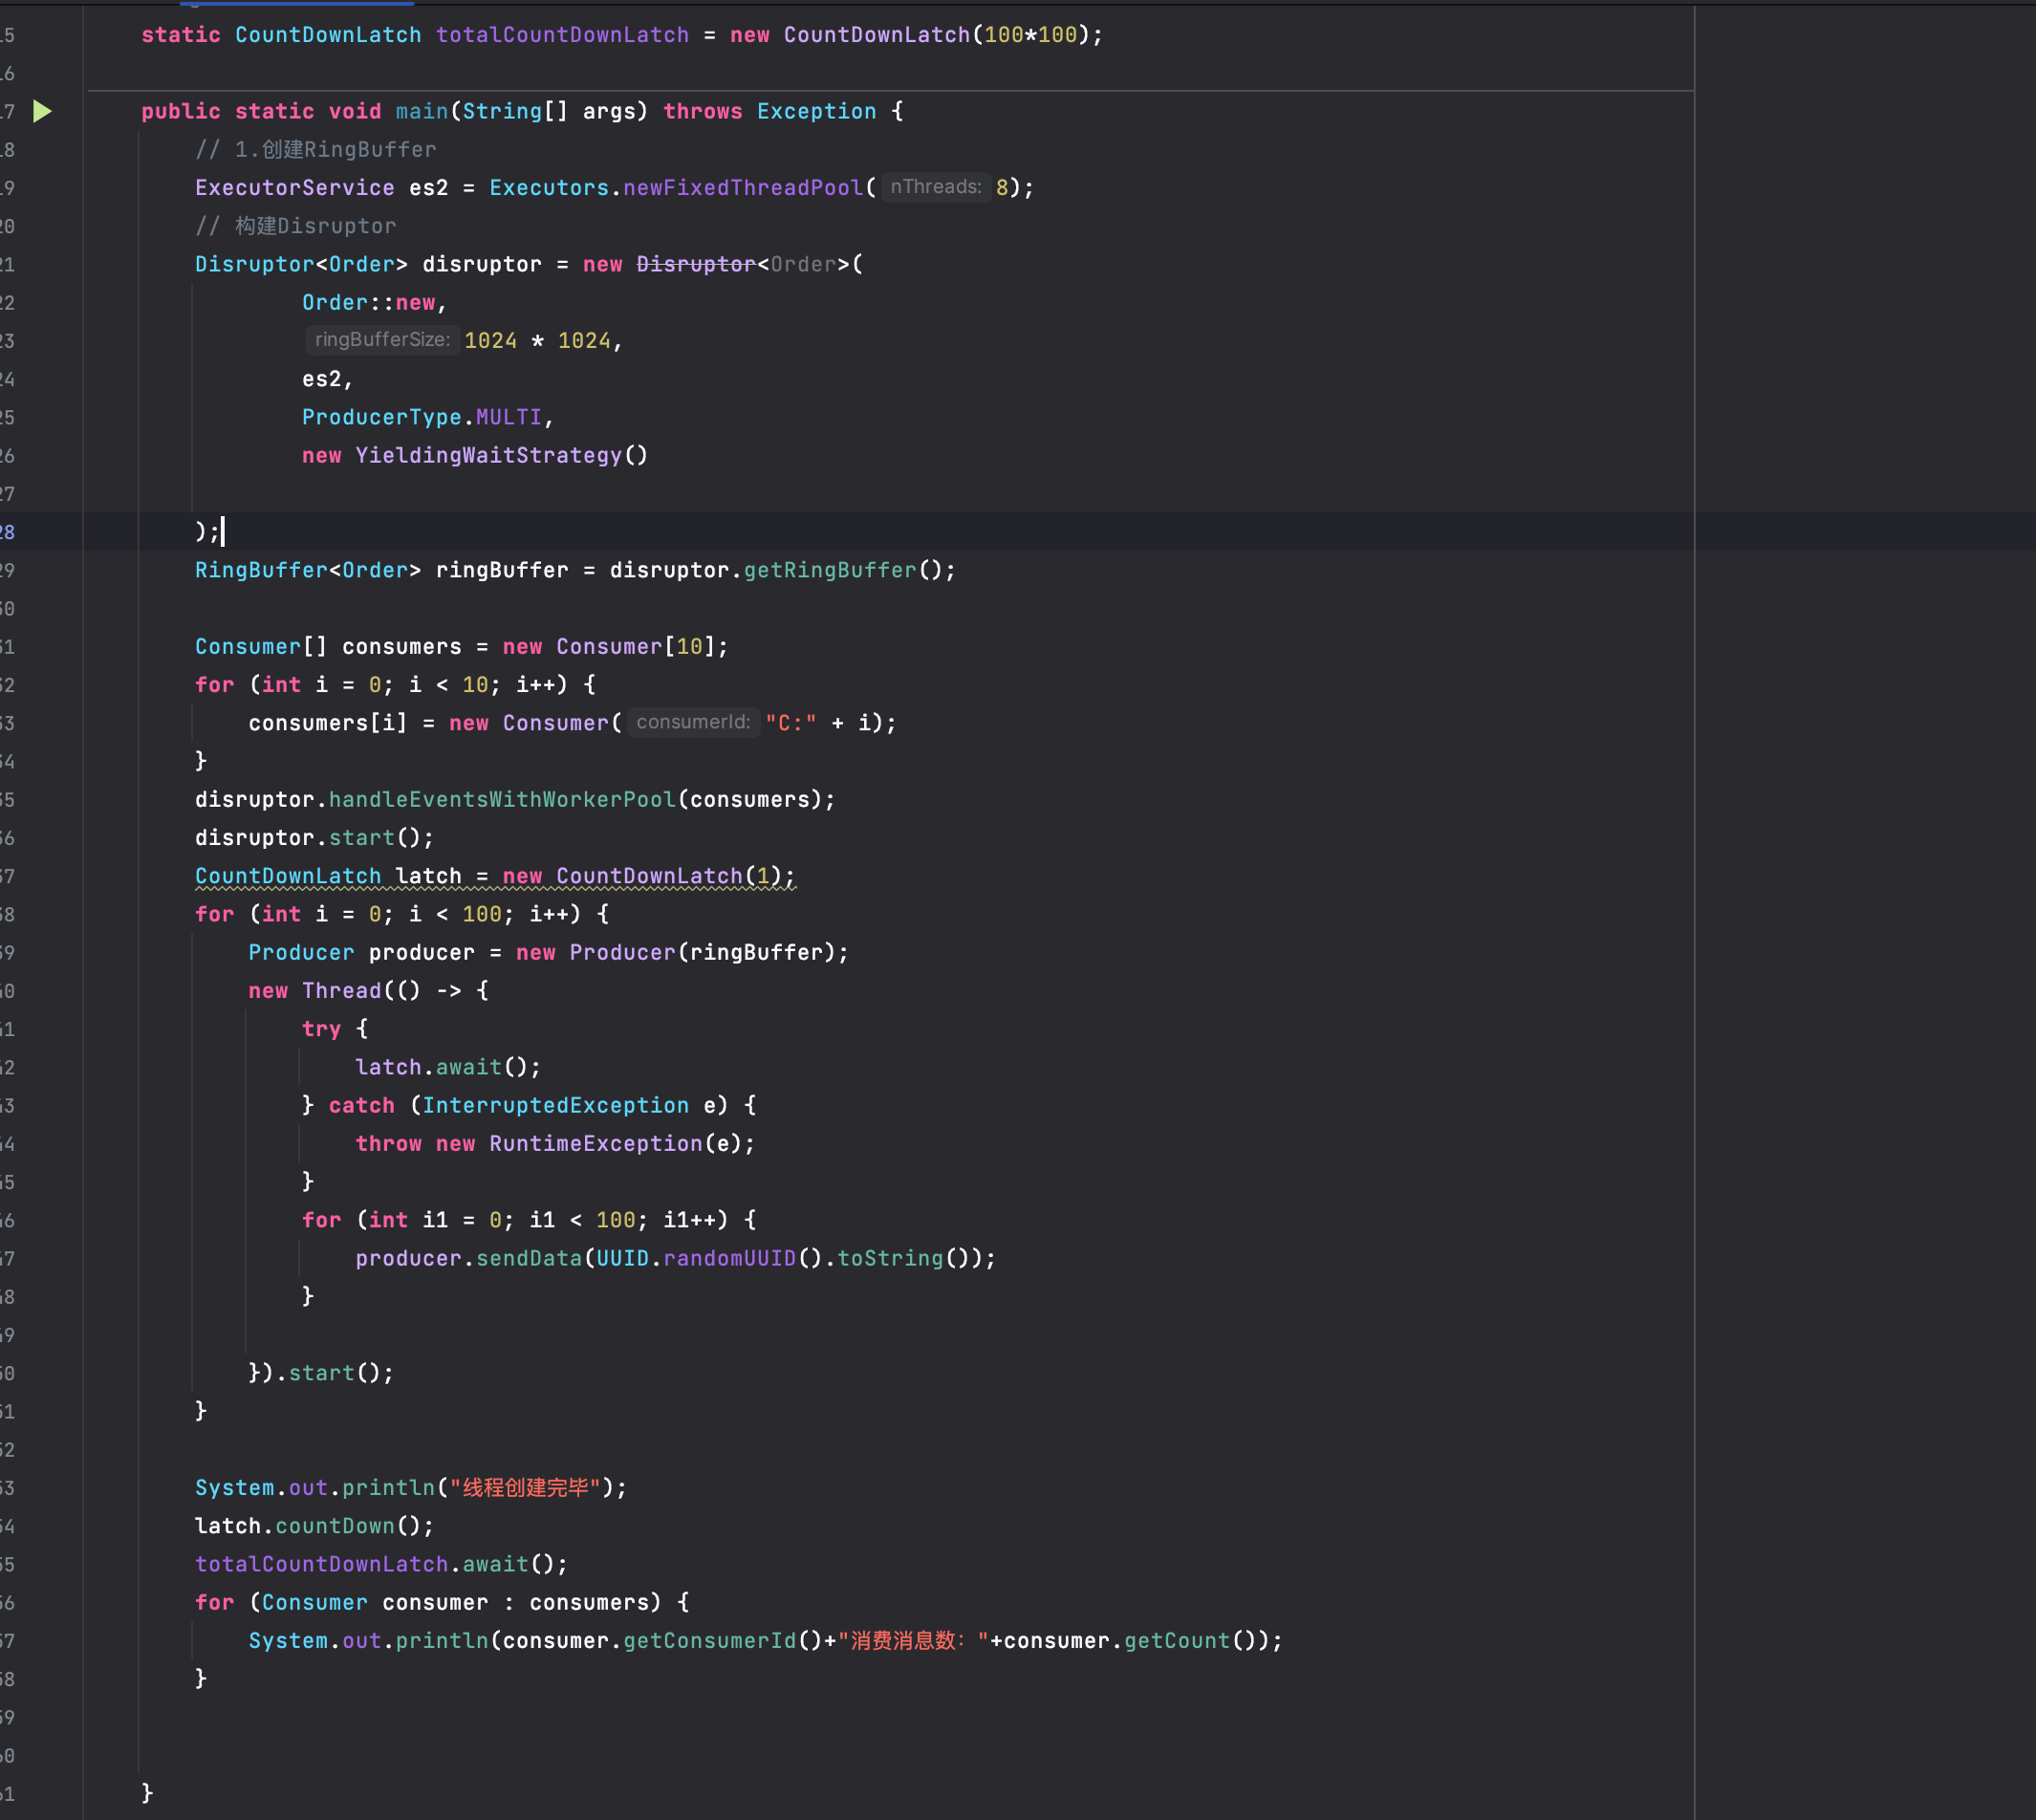 5 static CountDownLatch totalCountDownLatch = new CountDownLatch(100*100);
6
7 public static void main(String[] args) throws Exception {
8 // 1.创建RingBuffer
9 ExecutorService es2 = Executors.newFixedThreadPool( nThreads: 8);
20 // 构建Disruptor
21 Disruptor<Order> disruptor = new Disruptor<Order>(
22 Order::new,
23 ringBufferSize: 1024 * 1024,
24 es2,
25 ProducerType.MULTI,
26 new YieldingWaitStrategy()
27
28 );
29 RingBuffer<Order> ringBuffer = disruptor.getRingBuffer();
30
31 Consumer[] consumers = new Consumer[10];
32 for (int i = 0; i < 10; i++) {
33 consumers[i] = new Consumer( consumerId: "C:" + i);
34 }
35 disruptor.handleEventsWithWorkerPool(consumers);
36 disruptor.start();
37 CountDownLatch latch = new CountDownLatch(1);
38 for (int i = 0; i < 100; i++) {
39 Producer producer = new Producer(ringBuffer);
40 new Thread(() -> {
41 try {
42 latch.await();
43 } catch (InterruptedException e) {
44 throw new RuntimeException(e);
45 }
46 for (int i1 = 0; i1 < 100; i1++) {
47 producer.sendData(UUID.randomUUID().toString());
48 }
49
50 }).start();
51 }
52
53 System.out.println("线程创建完毕");
54 latch.countDown();
55 totalCountDownLatch.await();
56 for (Consumer consumer : consumers) {
57 System.out.println(consumer.getConsumerId()+"消费消息数："+consumer.getCount());
58 }
59
60
61 }